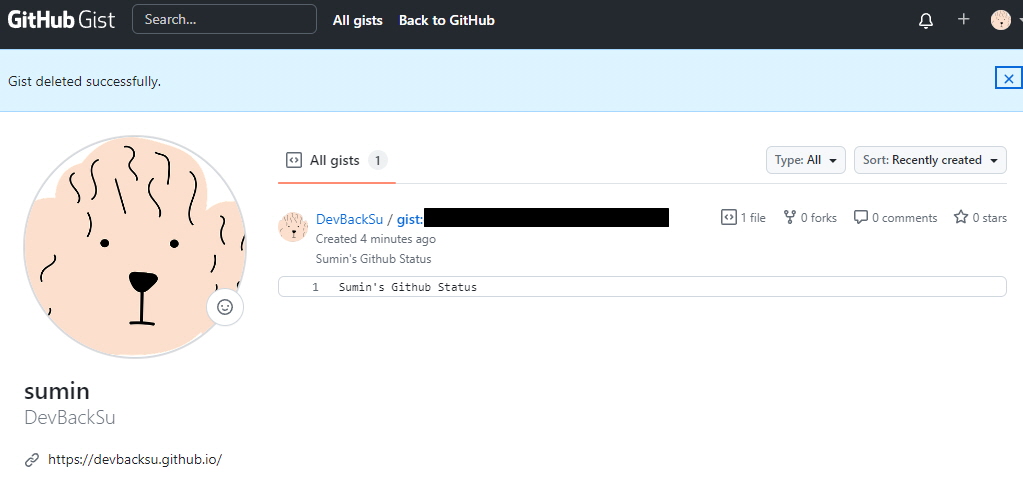 GitHub Gist Search... All gists Back to GitHub
Gist deleted successfully.
All gists 1 Type: All Sort: Recently created
DevBackSu / gist: 1 file 0 forks 0 comments 0 stars
Created 4 minutes ago
Sumin's Github Status
1 Sumin's Github Status
sumin
DevBackSu
https://devbacksu.github.io/